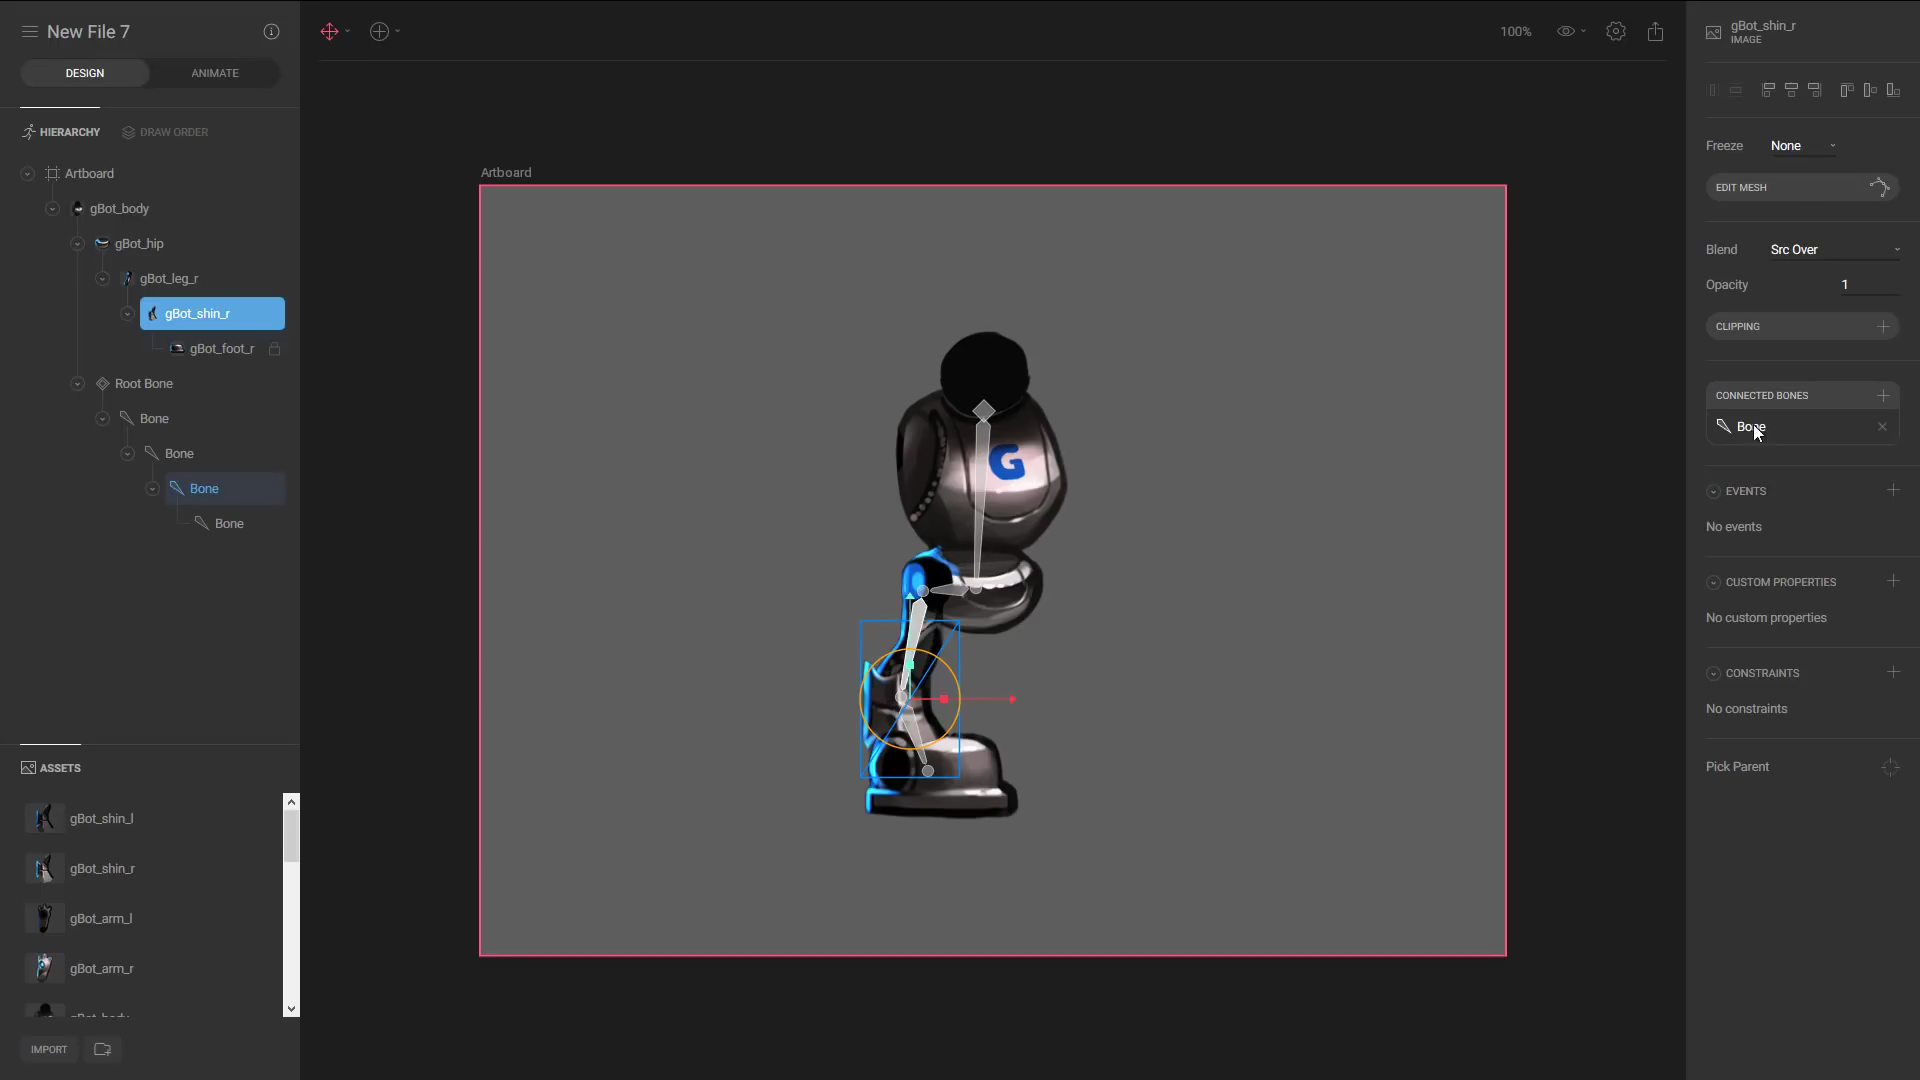 New File 7
DESIGN
ANIMATE
HIERARCHY
DRAW ORDER
Artboard
gBot_body
gBot_hip
gBot_leg_r
gBot_shin_r
gBot_foot_r
Root Bone
Bone
Bone
Bone
Bone
ASSETS
gBot_shin_l
gBot_shin_r
gBot_arm_l
gBot_arm_r
gBot_body
IMPORT
100%
Artboard
G
gBot_shin_r
IMAGE
Freeze None
EDIT MESH
Blend Src Over
Opacity 1
CLIPPING
CONNECTED BONES
Bone
EVENTS
No events
CUSTOM PROPERTIES
No custom properties
CONSTRAINTS
No constraints
Pick Parent